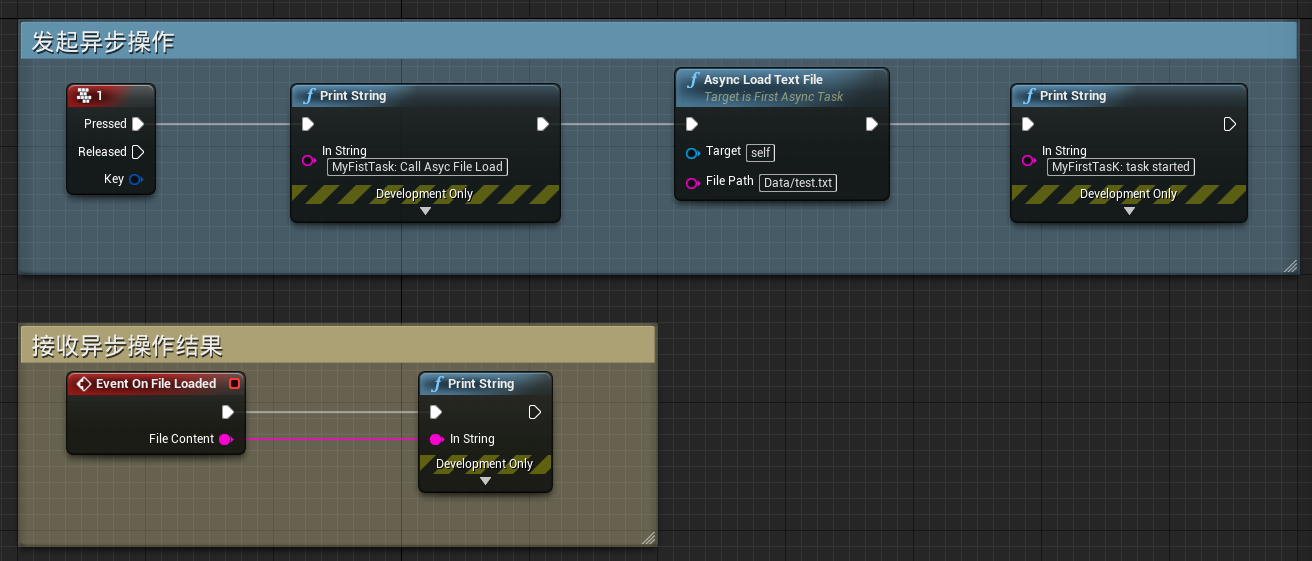 发起异步操作
1
Pressed
Released
Key
Print String
In String
MyFistTask: Call Asyc File Load
Development Only
Async Load Text File
Target is First Async Task
Target self
File Path Data/test.txt
Print String
In String
MyFirstTasK: task started
Development Only
接收异步操作结果
Event On File Loaded
File Content
Print String
In String
Development Only